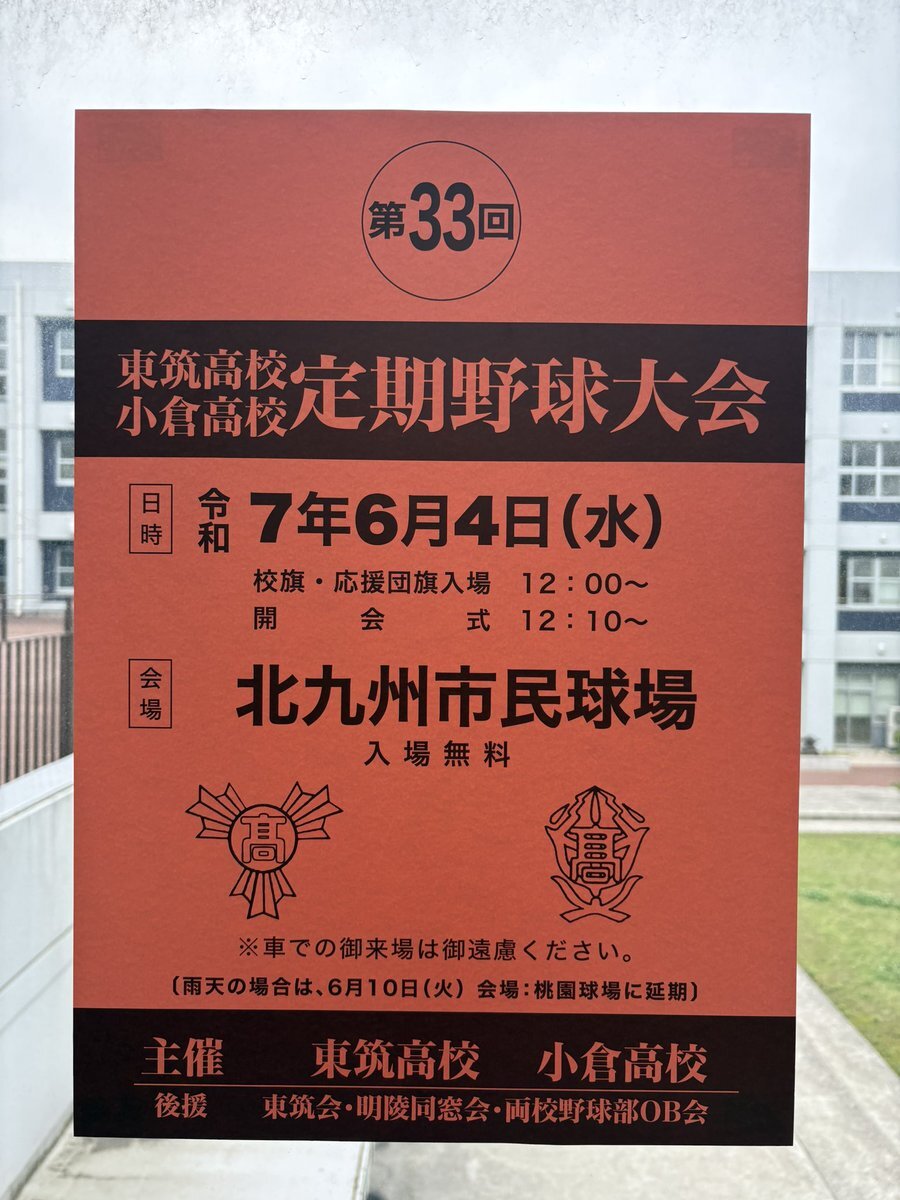 第33回
東筑高校
小倉高校
定期野球大会
日時
令和 7年6月4日(水)
校旗・応援団旗入場 12:00〜
開会式 12:10〜
会場
北九州市民球場
入場無料
髙
高
※車での御来場は御遠慮ください。
〔雨天の場合は、6月10日(火) 会場:桃園球場に延期〕
主催 東筑高校 小倉高校
後援 東筑会・明陵同窓会・両校野球部OB会